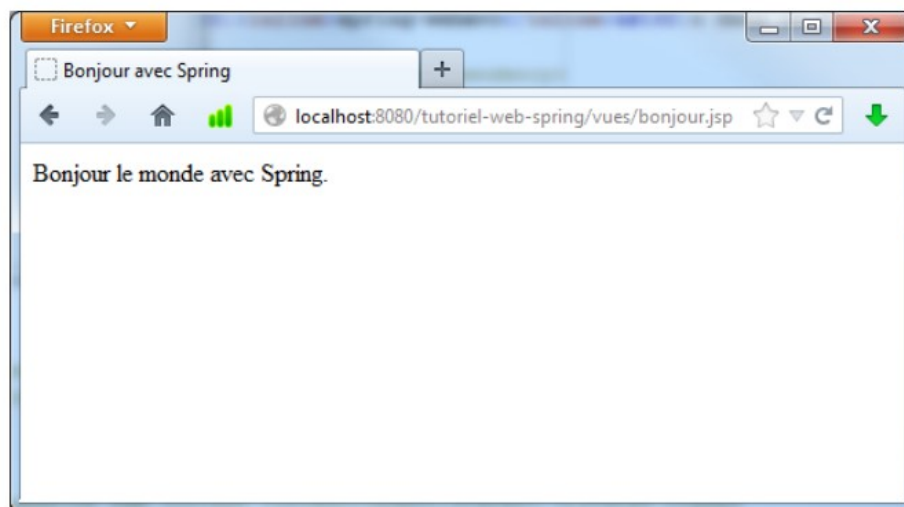 Firefox
Bonjour avec Spring
localhost:8080/tutoriel-web-spring/vues/bonjour.jsp
Bonjour le monde avec Spring.